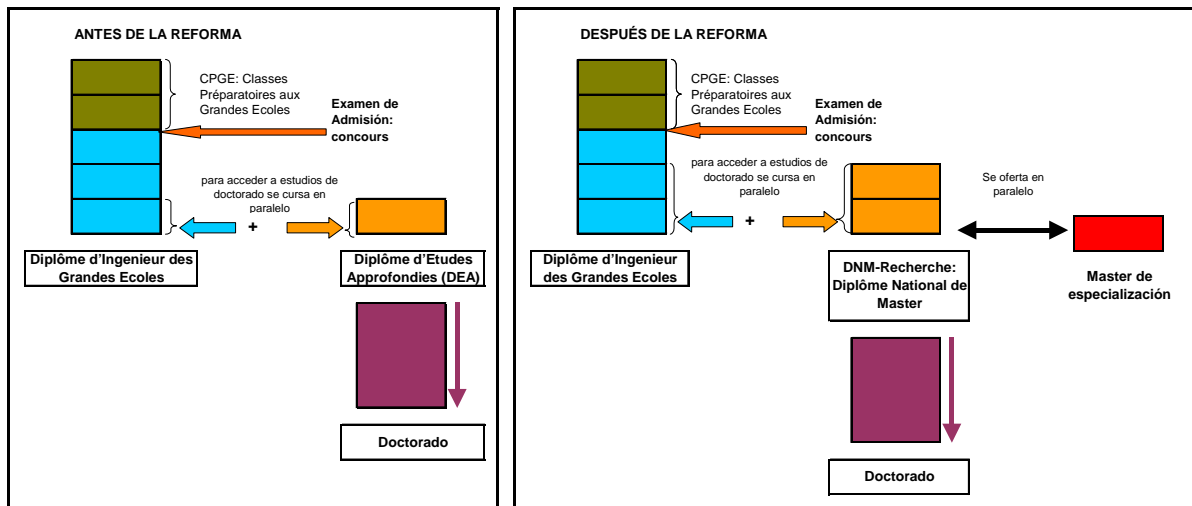 ANTES DE LA REFORMA
CPGE: Classes
Préparatoires aux
Grandes Ecoles
Examen de
Admisión:
concours
para acceder a estudios de
doctorado se cursa en
paralelo
+
Diplôme d'Ingenieur des
Grandes Ecoles
Diplôme d'Etudes
Approfondies (DEA)
Doctorado
DESPUÉS DE LA REFORMA
CPGE: Classes
Préparatoires aux
Grandes Ecoles
Examen de
Admisión:
concours
para acceder a estudios de
doctorado se cursa en
paralelo
+
Se oferta en
paralelo
Diplôme d'Ingenieur
des Grandes Ecoles
DNM-Recherche:
Diplôme National de
Master
Master de
especialización
Doctorado